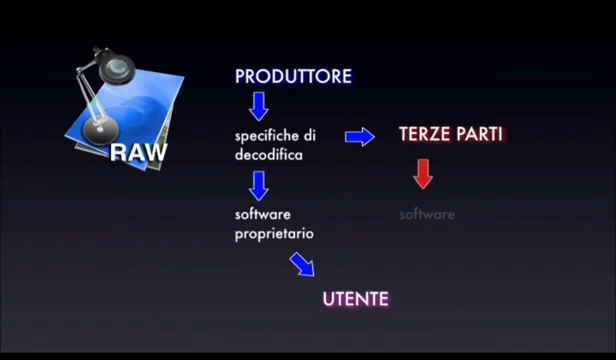 RAW
PRODUTTORE
specifiche di
decodifica
TERZE PARTI
software
proprietario
software
UTENTE